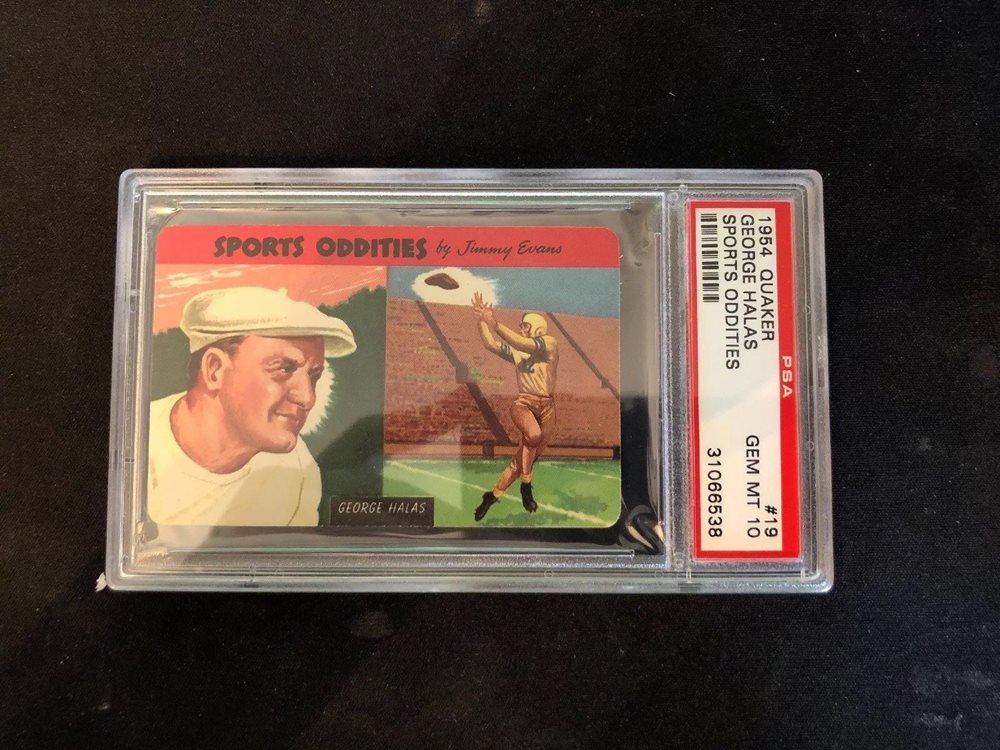 SPORTS ODDITIES by Jimmy Evans
GEORGE HALAS
1954 QUAKER
GEORGE HALAS
SPORTS ODDITIES
PSA
#19
GEM MT 10
31066538